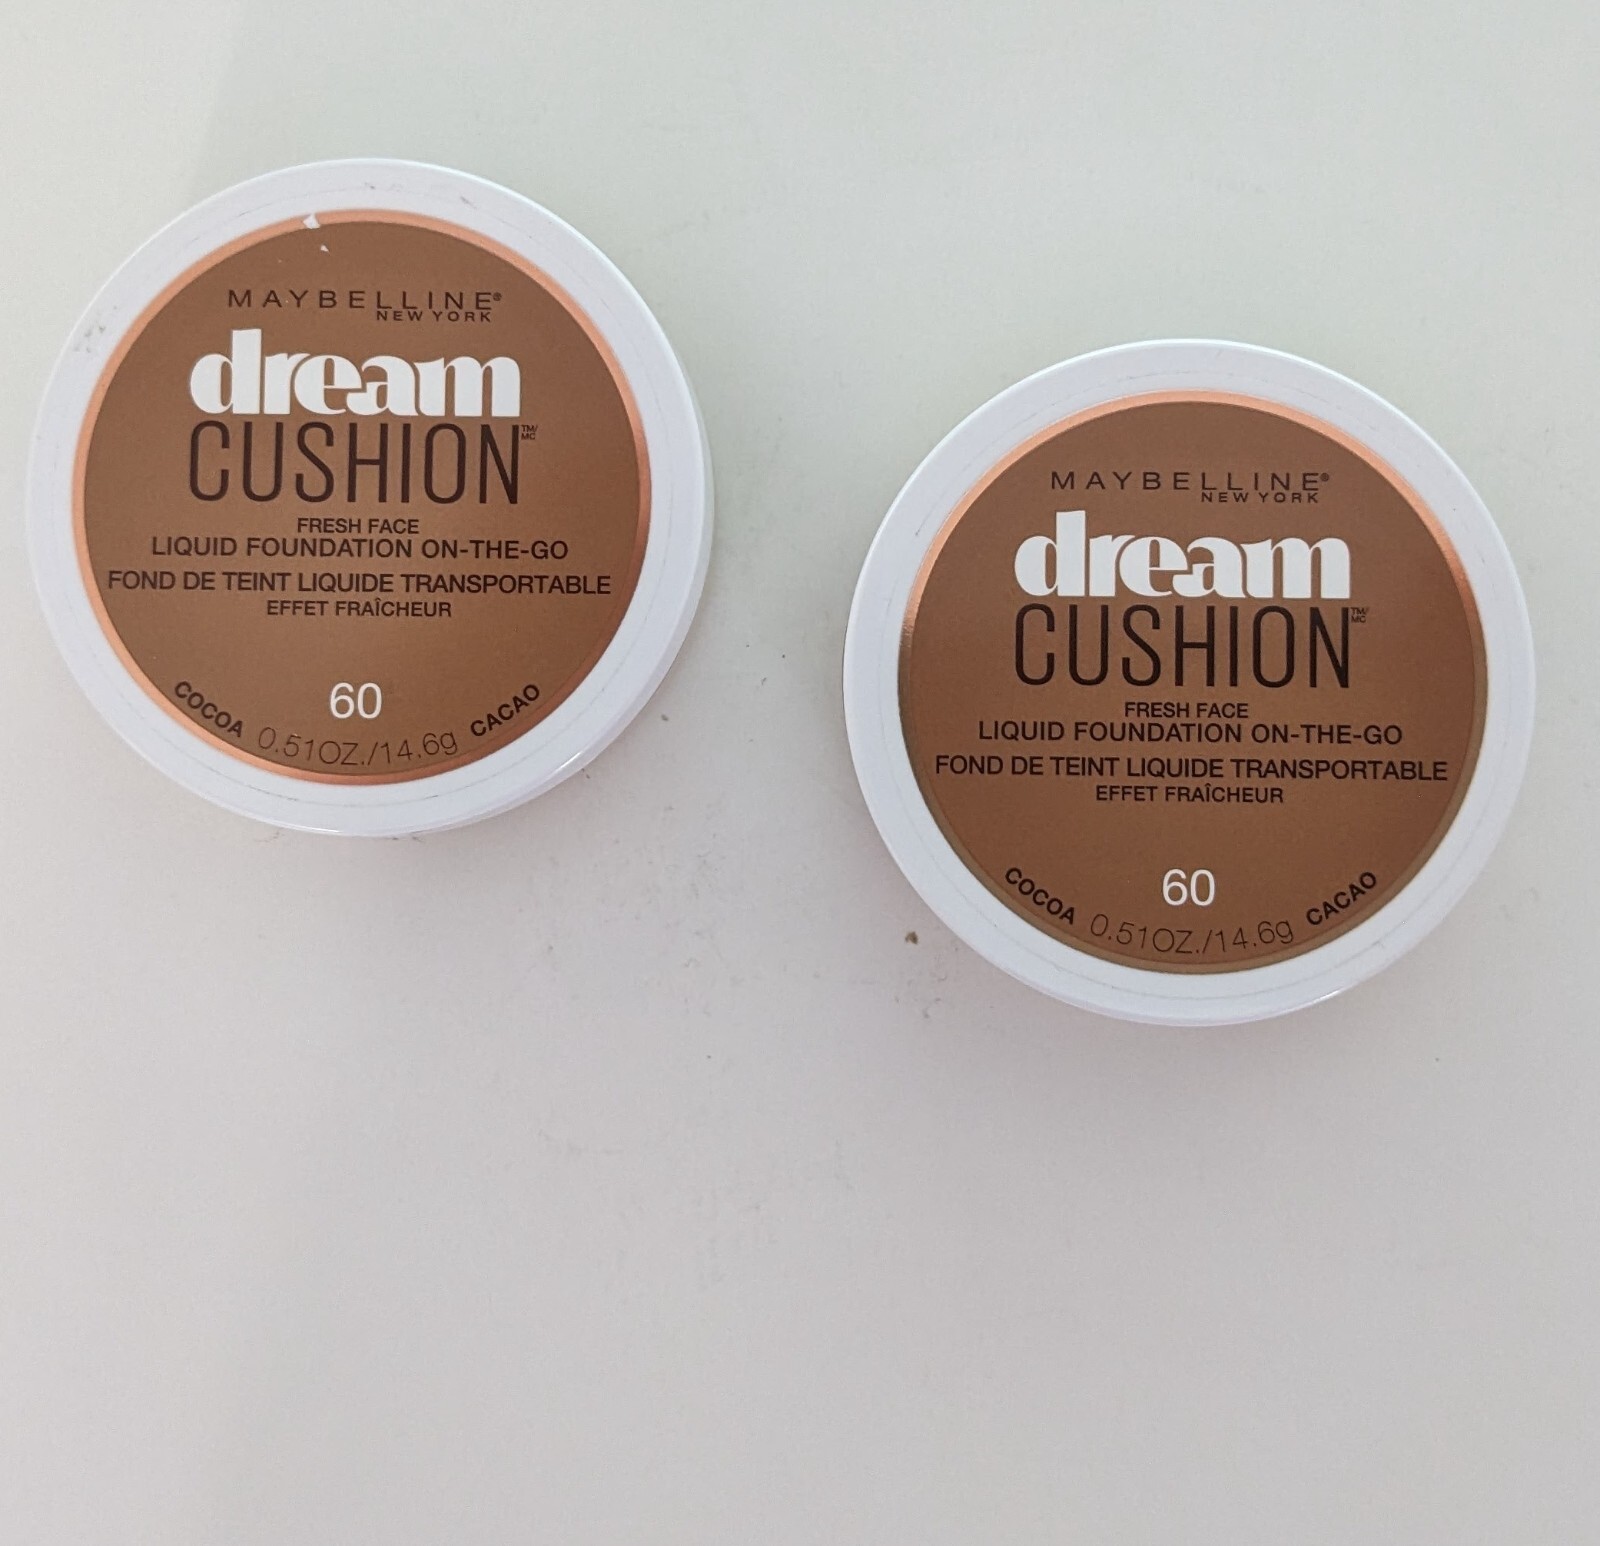 MAYBELLINE®
NEW YORK
dream
CUSHION TM/MC
FRESH FACE
LIQUID FOUNDATION ON-THE-GO
FOND DE TEINT LIQUIDE TRANSPORTABLE
EFFET FRAÎCHEUR
60
COCOA 0.51OZ./14.6g CACAO
MAYBELLINE®
NEW YORK
dream
CUSHION TM/MC
FRESH FACE
LIQUID FOUNDATION ON-THE-GO
FOND DE TEINT LIQUIDE TRANSPORTABLE
EFFET FRAÎCHEUR
60
COCOA 0.51OZ./14.6g CACAO